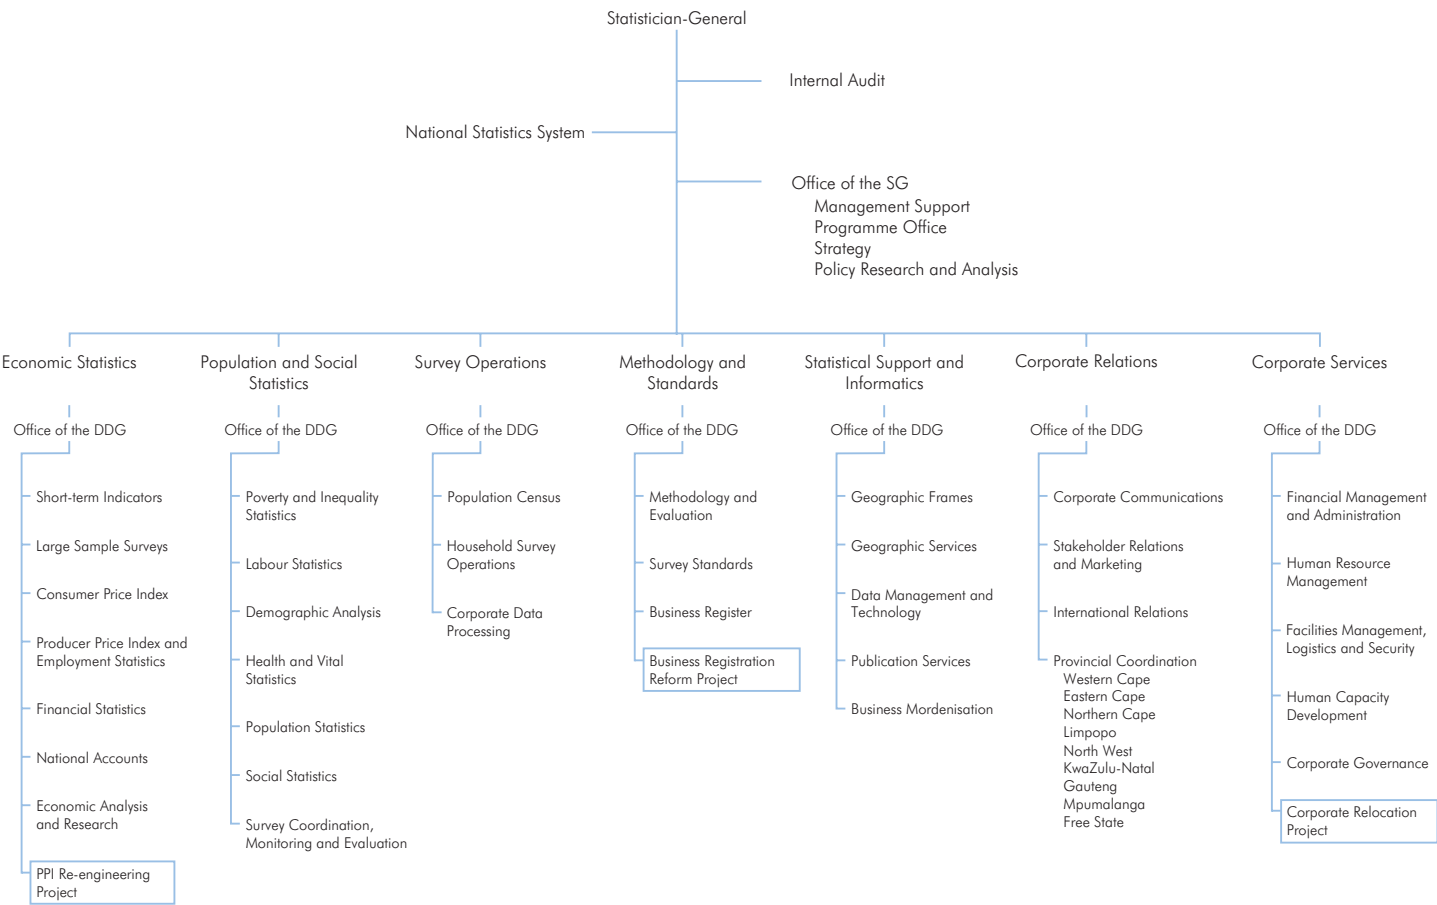 Statistician-General
Internal Audit
National Statistics System
Office of the SG
Management Support
Programme Office
Strategy
Policy Research and Analysis
Economic Statistics
Office of the DDG
Short-term Indicators
Large Sample Surveys
Consumer Price Index
Producer Price Index and
Employment Statistics
Financial Statistics
National Accounts
Economic Analysis
and Research
PPI Re-engineering
Project
Population and Social
Statistics
Office of the DDG
Poverty and Inequality
Statistics
Labour Statistics
Demographic Analysis
Health and Vital
Statistics
Population Statistics
Social Statistics
Survey Coordination,
Monitoring and Evaluation
Survey Operations
Office of the DDG
Population Census
Household Survey
Operations
Corporate Data
Processing
Methodology and
Standards
Office of the DDG
Methodology and
Evaluation
Survey Standards
Business Register
Business Registration
Reform Project
Statistical Support and
Informatics
Office of the DDG
Geographic Frames
Geographic Services
Data Management and
Technology
Publication Services
Business Mordenisation
Corporate Relations
Office of the DDG
Corporate Communications
Stakeholder Relations
and Marketing
International Relations
Provincial Coordination
Western Cape
Eastern Cape
Northern Cape
Limpopo
North West
KwaZulu-Natal
Gauteng
Mpumalanga
Free State
Corporate Services
Office of the DDG
Financial Management
and Administration
Human Resource
Management
Facilities Management,
Logistics and Security
Human Capacity
Development
Corporate Governance
Corporate Relocation
Project